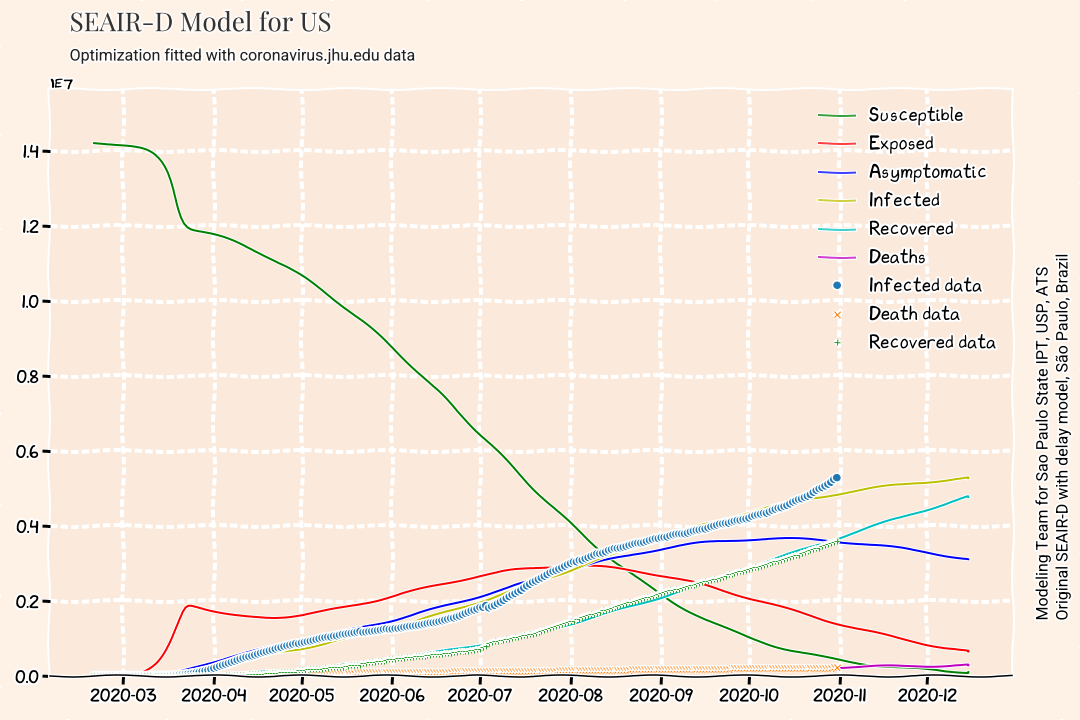 SEAIR-D Model for US
Optimization fitted with coronavirus.jhu.edu data
1E7
1.4
1.2
1.0
0.8
0.6
0.4
0.2
0.0
2020-03 2020-04 2020-05 2020-06 2020-07 2020-08 2020-09 2020-10 2020-11 2020-12
Susceptible
Exposed
Asymptomatic
Infected
Recovered
Deaths
Infected data
Death data
Recovered data
Modeling Team for Sao Paulo State IPT, USP, ATS
Original SEAIR-D with delay model, São Paulo, Brazil